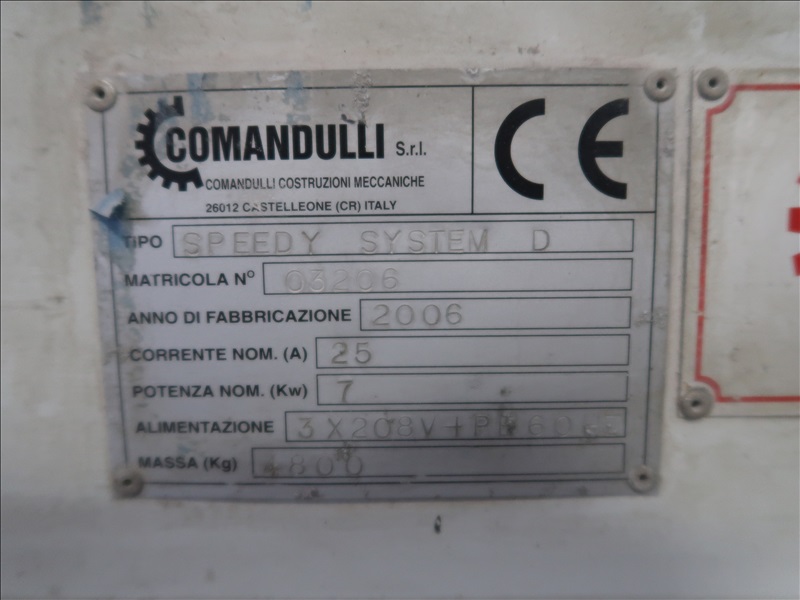 COMANDULLI S.r.l.
COMANDULLI COSTRUZIONI MECCANICHE
26012 CASTELLEONE (CR) ITALY
CE
TIPO SPEEDY SYSTEM D
MATRICOLA N° 03206
ANNO DI FABBRICAZIONE 2006
CORRENTE NOM. (A) 25
POTENZA NOM. (Kw) 7
ALIMENTAZIONE 3X208V+PE
MASSA (Kg)